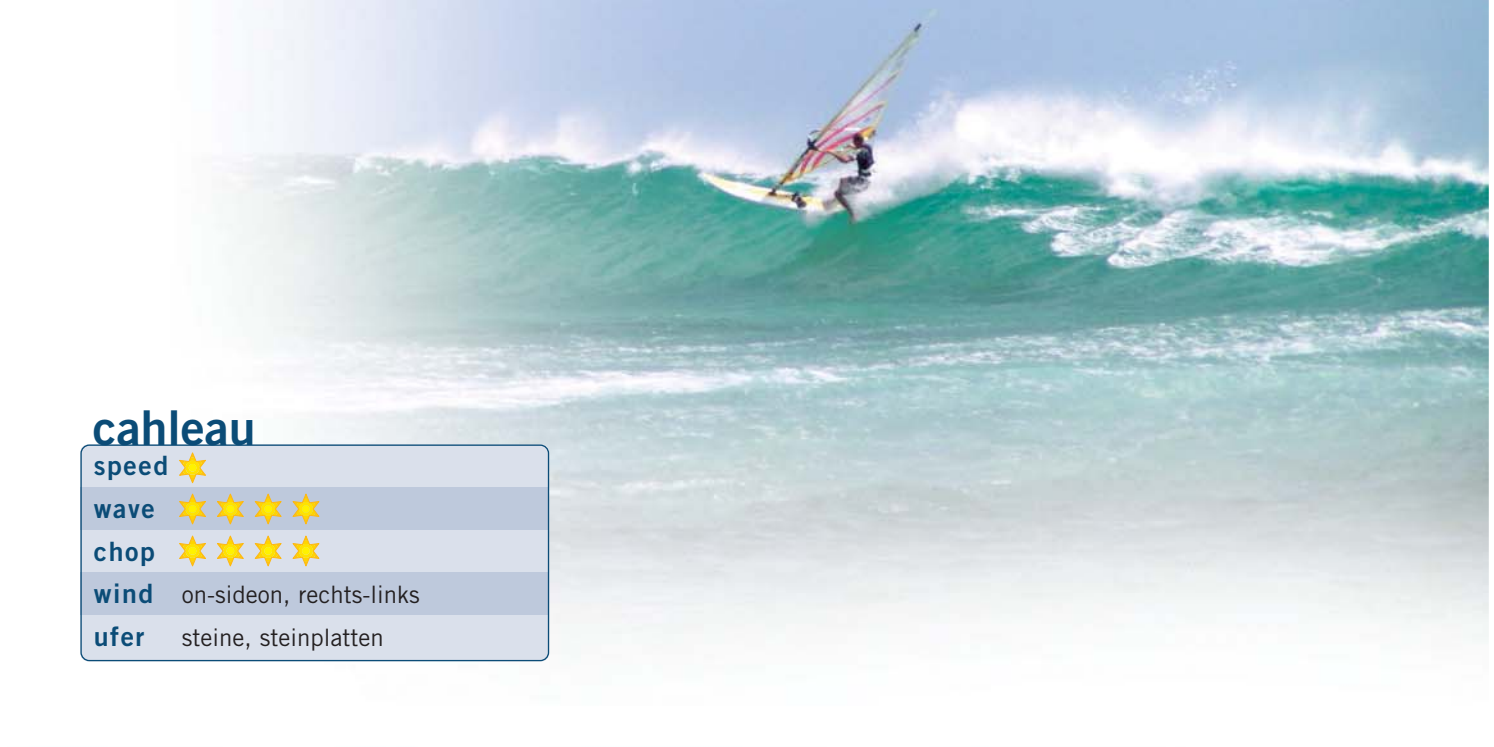 cahleau
speed
wave
chop
wind on-sideon, rechts-links
ufer steine, steinplatten